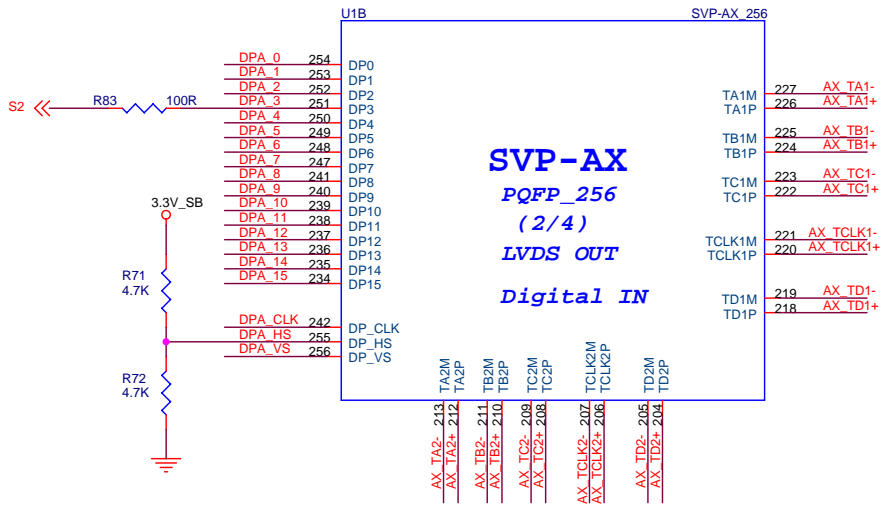 U1B
SVP-AX_256
DPA_0 254 DP0
DPA_1 253 DP1
DPA_2 252 DP2
DPA_3 251 DP3
DPA_4 250 DP4
DPA_5 249 DP5
DPA_6 248 DP6
DPA_7 247 DP7
DPA_8 241 DP8
DPA_9 240 DP9
DPA_10 239 DP10
DPA_11 238 DP11
DPA_12 237 DP12
DPA_13 236 DP13
DPA_14 235 DP14
DPA_15 234 DP15
DPA_CLK 242 DP_CLK
DPA_HS 255 DP_HS
DPA_VS 256 DP_VS
S2
R83 100R
3.3V_SB
R71
4.7K
R72
4.7K
SVP-AX
PQFP_256
(2/4)
LVDS OUT
Digital IN
TA1M 227 AX_TA1-
TA1P 226 AX_TA1+
TB1M 225 AX_TB1-
TB1P 224 AX_TB1+
TC1M 223 AX_TC1-
TC1P 222 AX_TC1+
TCLK1M 221 AX_TCLK1-
TCLK1P 220 AX_TCLK1+
TD1M 219 AX_TD1-
TD1P 218 AX_TD1+
TA2M 213 AX_TA2-
TA2P 212 AX_TA2+
TB2M 211 AX_TB2-
TB2P 210 AX_TB2+
TC2M 209 AX_TC2-
TC2P 208 AX_TC2+
TCLK2M 207 AX_TCLK2-
TCLK2P 206 AX_TCLK2+
TD2M 205 AX_TD2-
TD2P 204 AX_TD2+